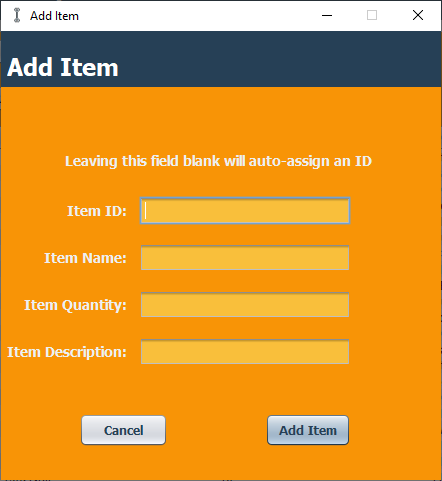 Add Item
Add Item
Leaving this field blank will auto-assign an ID
Item ID:
Item Name:
Item Quantity:
Item Description:
Cancel
Add Item